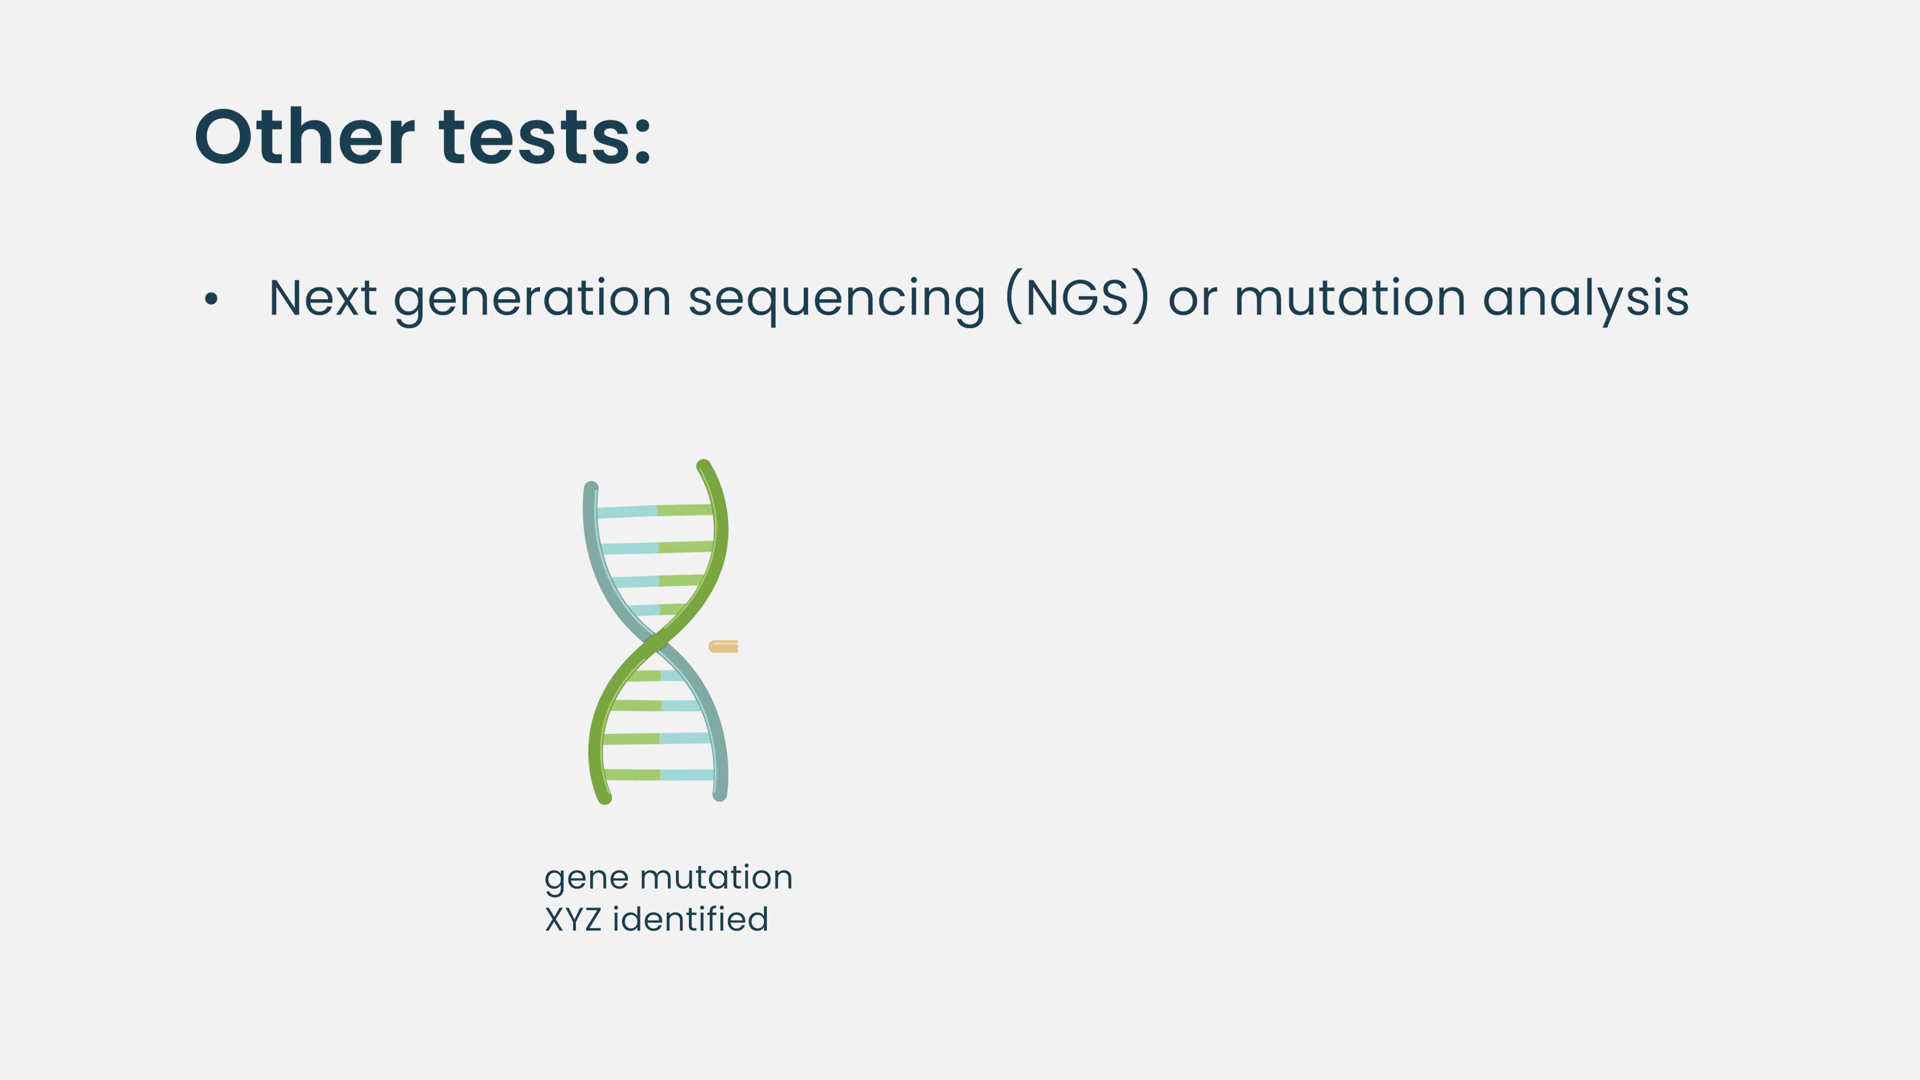 Other tests:
• Next generation sequencing (NGS) or mutation analysis
gene mutation
XYZ identified